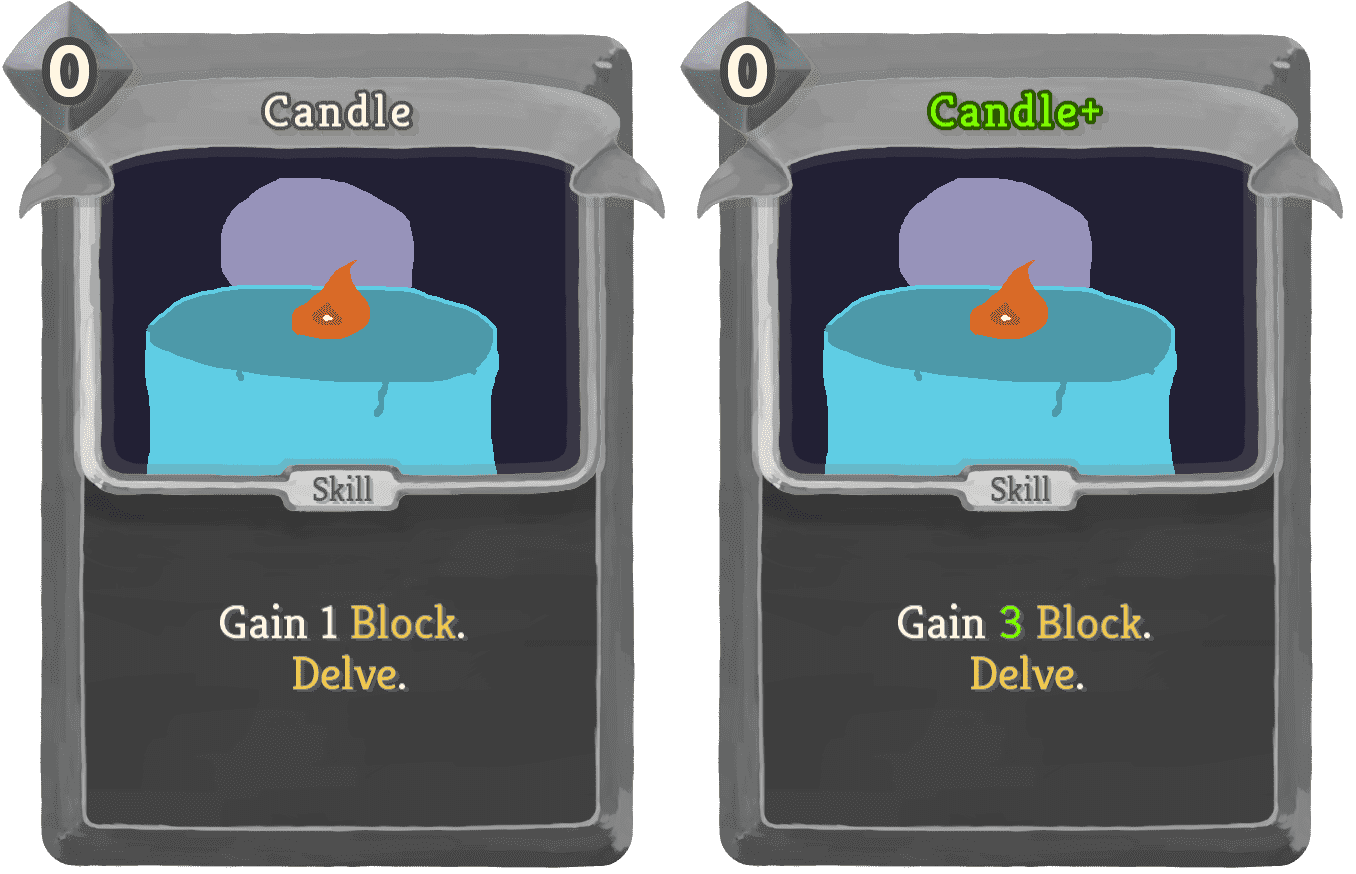 0
Candle
Skill
Gain 1 Block.
Delve.
0
Candle+
Skill
Gain 3 Block.
Delve.